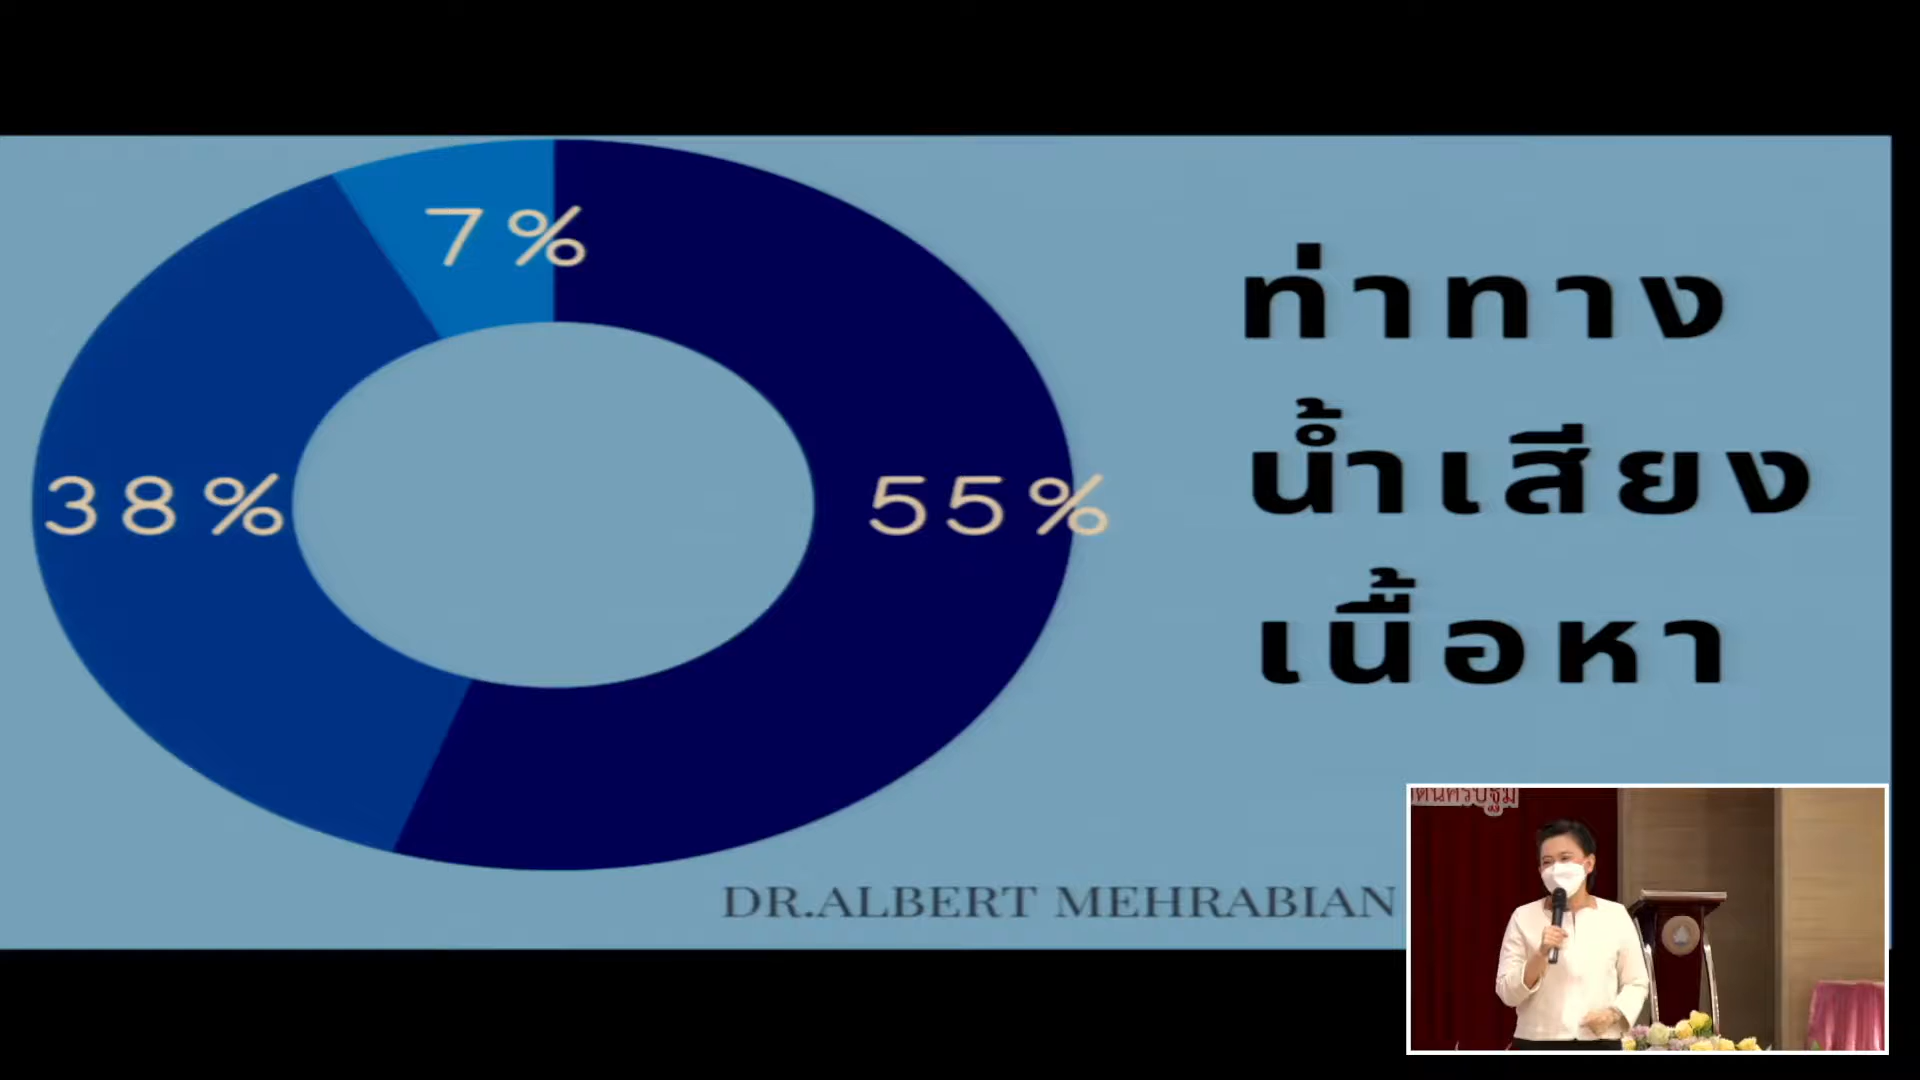 7%
38%
55%
ท่าทาง
น้ำเสียง
เนื้อหา
DR.ALBERT MEHRABIAN